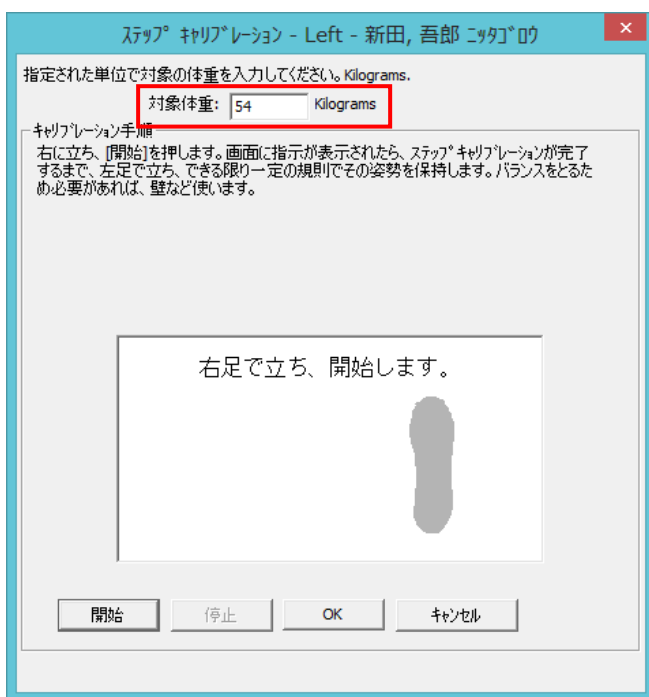 ステップ キャリブレーション - Left - 新田, 吾郎 ニッタゴロウ
指定された単位で対象の体重を入力してください。Kilograms.
対象体重: 54 Kilograms
キャリブレーション手順
右に立ち、[開始]を押します。画面に指示が表示されたら、ステップ キャリブレーションが完了
するまで、左足で立ち、できる限り一定の規則でその姿勢を保持します。バランスをとるた
め必要があれば、壁など使います。
右足で立ち、開始します。
開始 停止 OK キャンセル